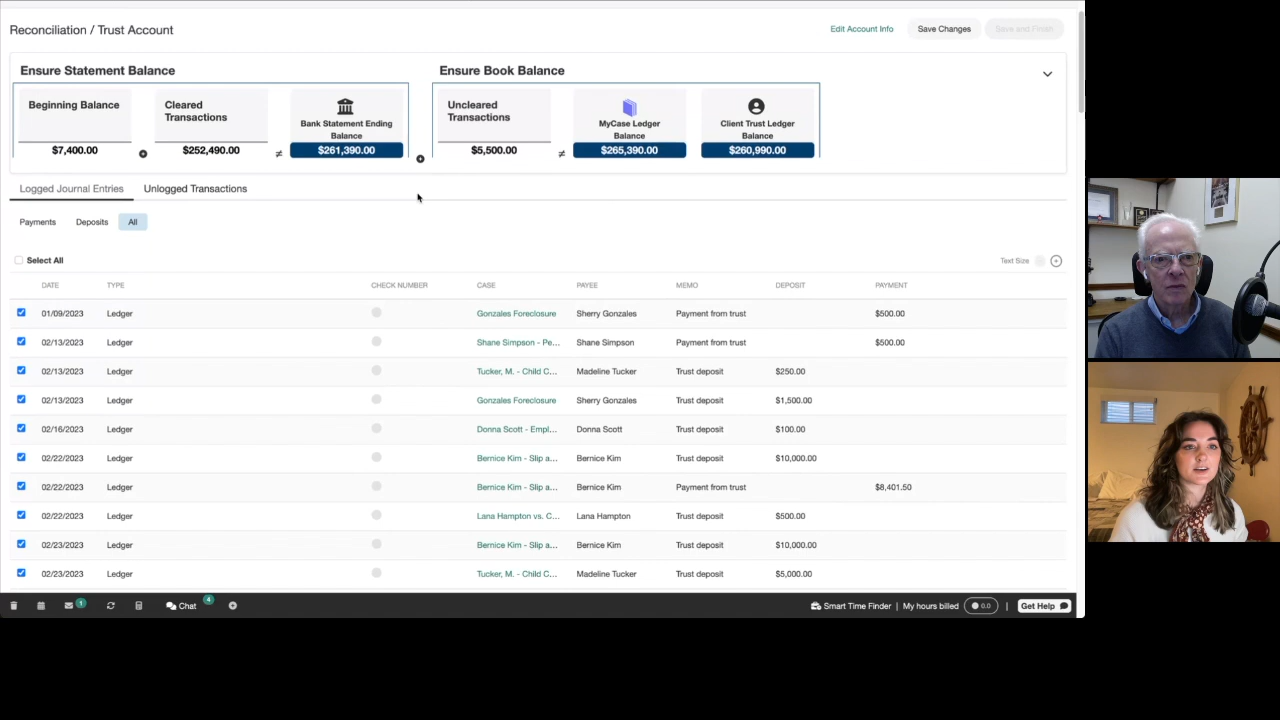 Reconciliation / Trust Account
Edit Account Info
Save Changes
Save and Finish
Ensure Statement Balance
Ensure Book Balance
Beginning Balance
$7,400.00
Cleared
Transactions
$252,490.00
≠
Bank Statement Ending
Balance
$261,390.00
Uncleared
Transactions
$5,500.00
≠
MyCase Ledger
Balance
$265,390.00
Client Trust Ledger
Balance
$260,990.00
Logged Journal Entries Unlogged Transactions
Payments Deposits All
Select All
Text Size
DATE TYPE CHECK NUMBER CASE PAYEE MEMO DEPOSIT PAYMENT
01/09/2023 Ledger Gonzales Foreclosure Sherry Gonzales Payment from trust $500.00
02/13/2023 Ledger Shane Simpson - Pe... Shane Simpson Payment from trust $500.00
02/13/2023 Ledger Tucker, M. - Child C... Madeline Tucker Trust deposit $250.00
02/13/2023 Ledger Gonzales Foreclosure Sherry Gonzales Trust deposit $1,500.00
02/16/2023 Ledger Donna Scott - Empl... Donna Scott Trust deposit $100.00
02/22/2023 Ledger Bernice Kim - Slip a... Bernice Kim Trust deposit $10,000.00
02/22/2023 Ledger Bernice Kim - Slip a... Bernice Kim Payment from trust $8,401.50
02/22/2023 Ledger Lana Hampton vs. C... Lana Hampton Trust deposit $500.00
02/23/2023 Ledger Bernice Kim - Slip a... Bernice Kim Trust deposit $10,000.00
02/23/2023 Ledger Tucker, M. - Child C... Madeline Tucker Trust deposit $5,000.00
1 Chat 4 Smart Time Finder | My hours billed 0.0 | Get Help